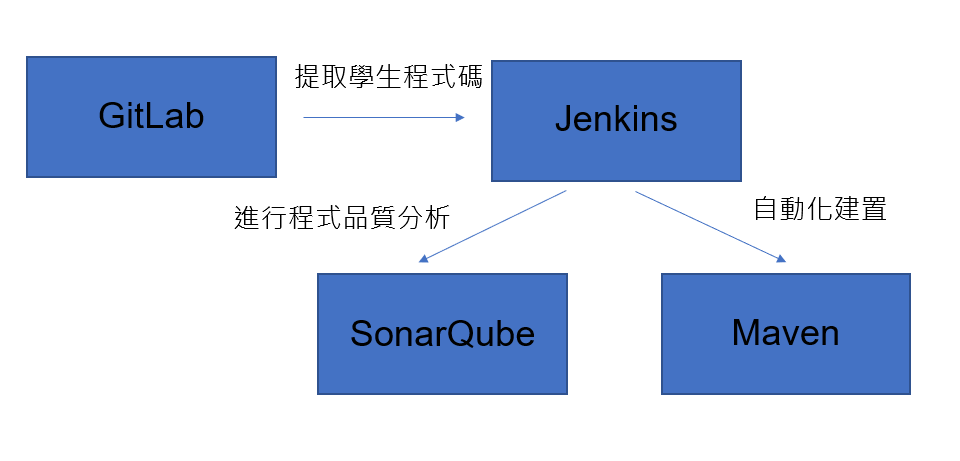 GitLab
提取學生程式碼
Jenkins
進行程式品質分析
自動化建置
SonarQube
Maven